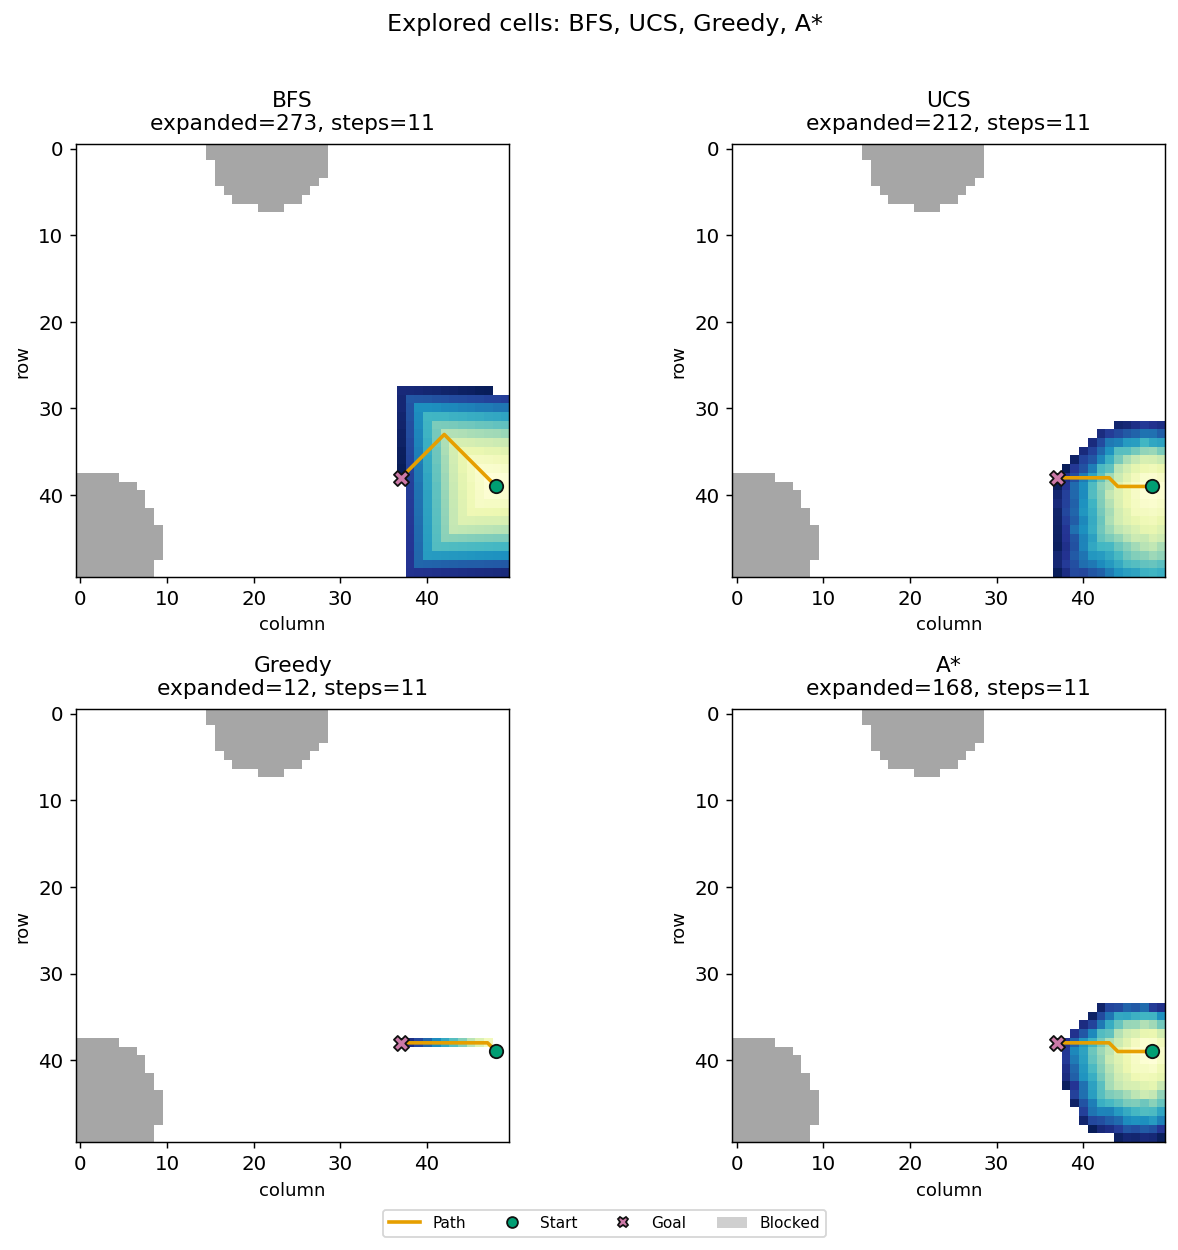 Explored cells: BFS, UCS, Greedy, A*
BFS
expanded=273, steps=11
0
10
20
30
40
row
0
10
20
30
40
column
UCS
expanded=212, steps=11
0
10
20
30
40
row
0
10
20
30
40
column
Greedy
expanded=12, steps=11
0
10
20
30
40
row
0
10
20
30
40
column
A*
expanded=168, steps=11
0
10
20
30
40
row
0
10
20
30
40
column
Path
Start
Goal
Blocked